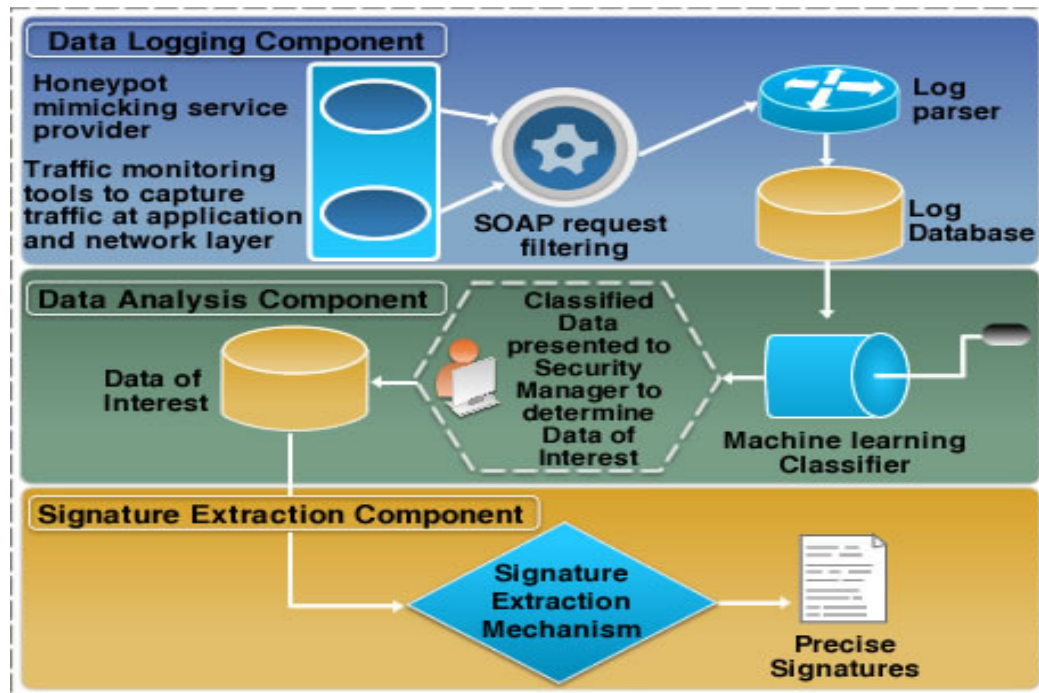 Data Logging Component
Honeypot
mimicking service
provider
Traffic monitoring
tools to capture
traffic at application
and network layer
SOAP request
filtering
Log
parser
Log
Database
Data Analysis Component
Data of
Interest
Classified
Data
presented to
Security
Manager to
determine
Data of
Interest
Machine learning
Classifier
Signature Extraction Component
Signature
Extraction
Mechanism
Precise
Signatures